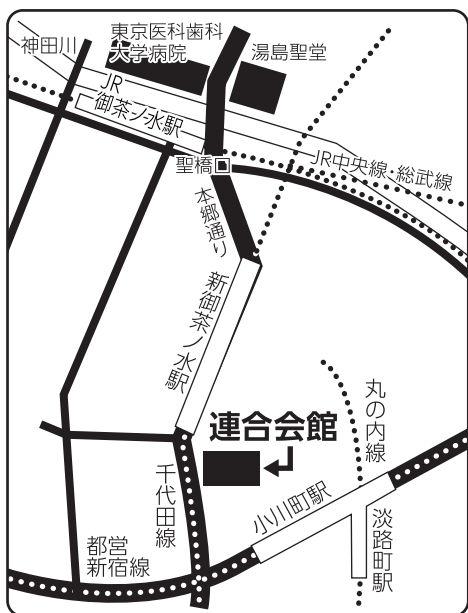 神田川
東京医科歯科
大学病院
湯島聖堂
JR
御茶ノ水駅
聖橋
JR中央線・総武線
本郷通り
新御茶ノ水駅
連合会館
丸の内線
千代田線
小川町駅
淡路町駅
都営
新宿線